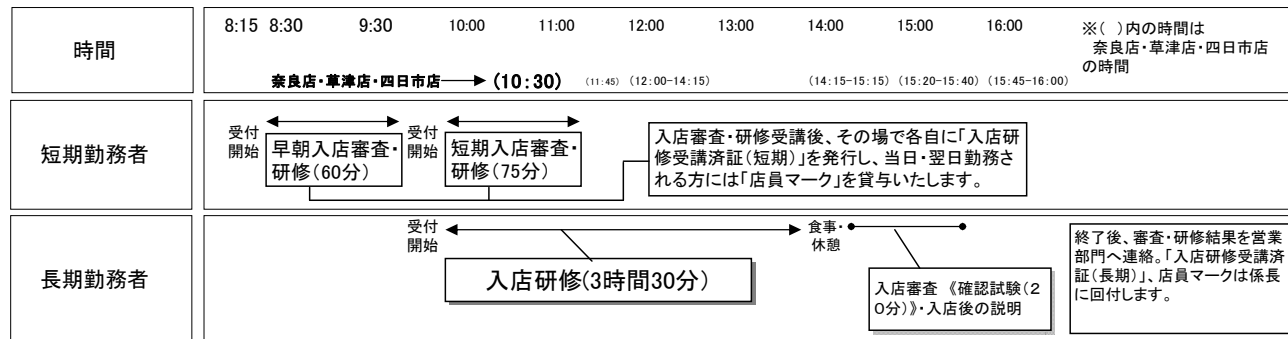 時間
8:15 8:30 9:30 10:00 11:00 12:00 13:00 14:00 15:00 16:00
※( )内の時間は
奈良店・草津店・四日市店
の時間
奈良店・草津店・四日市店 (10:30) (11:45) (12:00-14:15) (14:15-15:15) (15:20-15:40) (15:45-16:00)
短期勤務者
受付
開始
早朝入店審査・
研修(60分)
受付
開始
短期入店審査・
研修(75分)
入店審査・研修受講後、その場で各自に「入店研
修受講済証(短期)」を発行し、当日・翌日勤務さ
れる方には「店員マーク」を貸与いたします。
長期勤務者
受付
開始
入店研修(3時間30分)
食事・
休憩
入店審査 《確認試験(2
0分)》・入店後の説明
終了後、審査・研修結果を営業
部門へ連絡。「入店研修受講済
証(長期)」、店員マークは係長
に回付します。